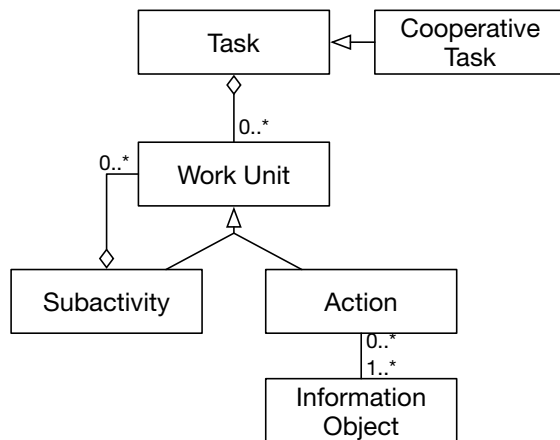 Task
Cooperative
Task
0..*
0..*
Work Unit
Subactivity
Action
0..*
1..*
Information
Object